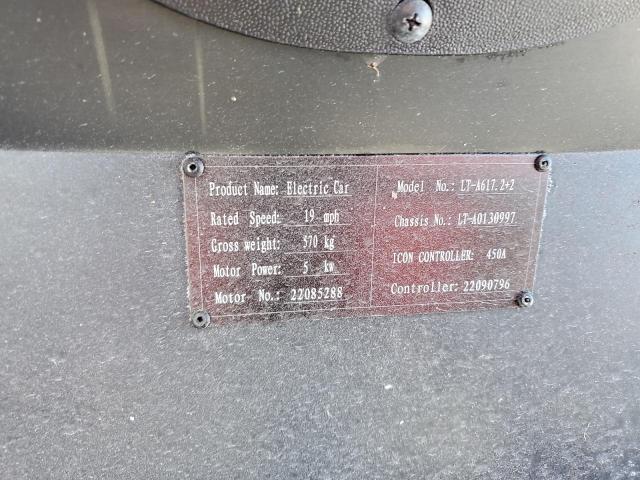 Product Name: Electric Car
Rated Speed: 19 mph
Gross weight: 570 kg
Motor Power: 5 kw
Motor No.: 22085288
Model No.: LT-A617.2+2
Chassis No.: LT-A0130997
ICON CONTROLLER: 450A
Controller: 22090796